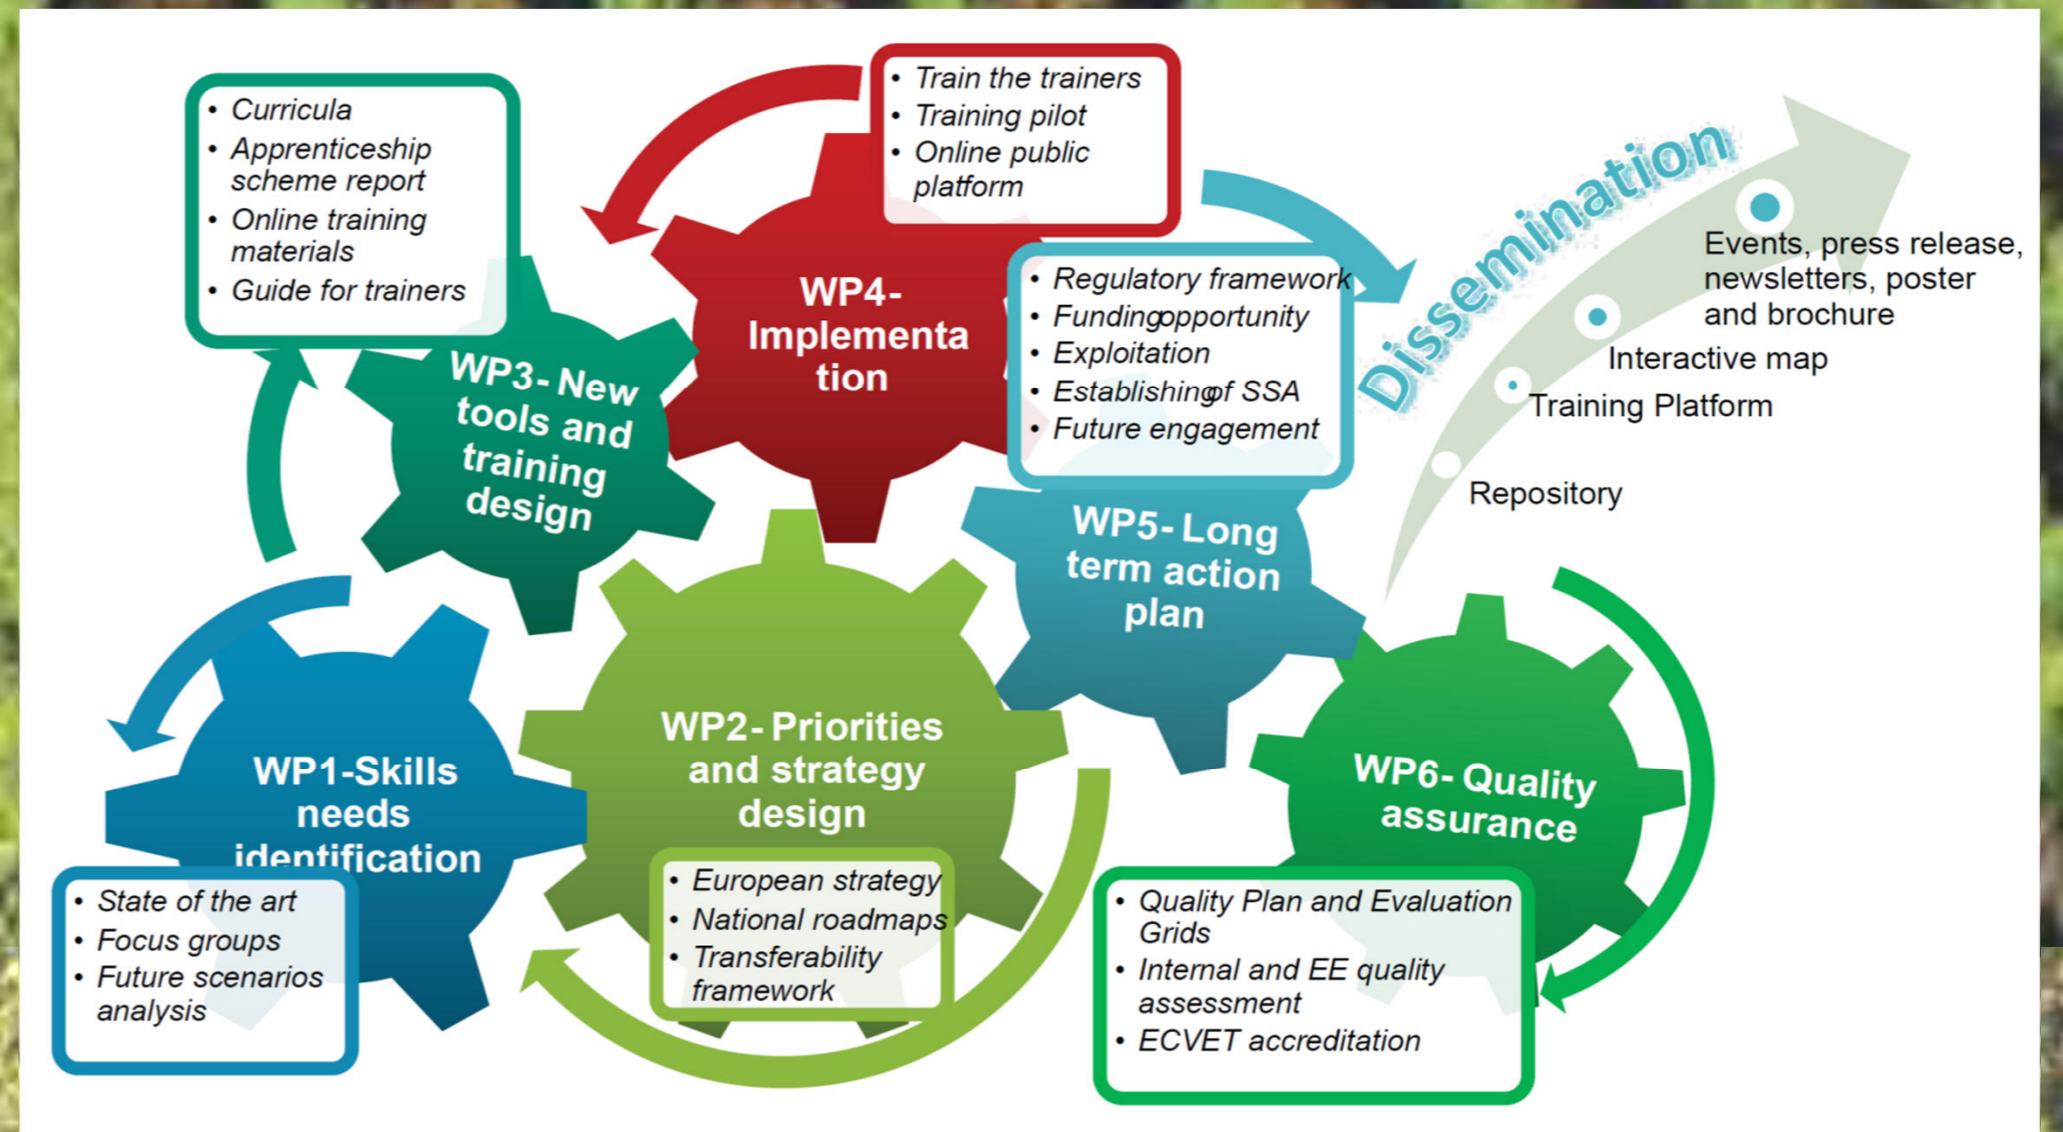 • Curricula
• Apprenticeship
scheme report
• Online training
materials
• Guide for trainers
• Train the trainers
• Training pilot
• Online public
platform
WP3- New
tools and
training
design
WP4-
Implementa
tion
• Regulatory framework
• Fundingopportunity
• Exploitation
• Establishingof SSA
• Future engagement
Dissemination
Events, press release,
newsletters, poster
and brochure
Interactive map
Training Platform
Repository
WP5- Long
term action
plan
WP1-Skills
needs
identification
• State of the art
• Focus groups
• Future scenarios
analysis
WP2- Priorities
and strategy
design
• European strategy
• National roadmaps
• Transferability
framework
WP6- Quality
assurance
• Quality Plan and Evaluation
Grids
• Internal and EE quality
assessment
• ECVET accreditation